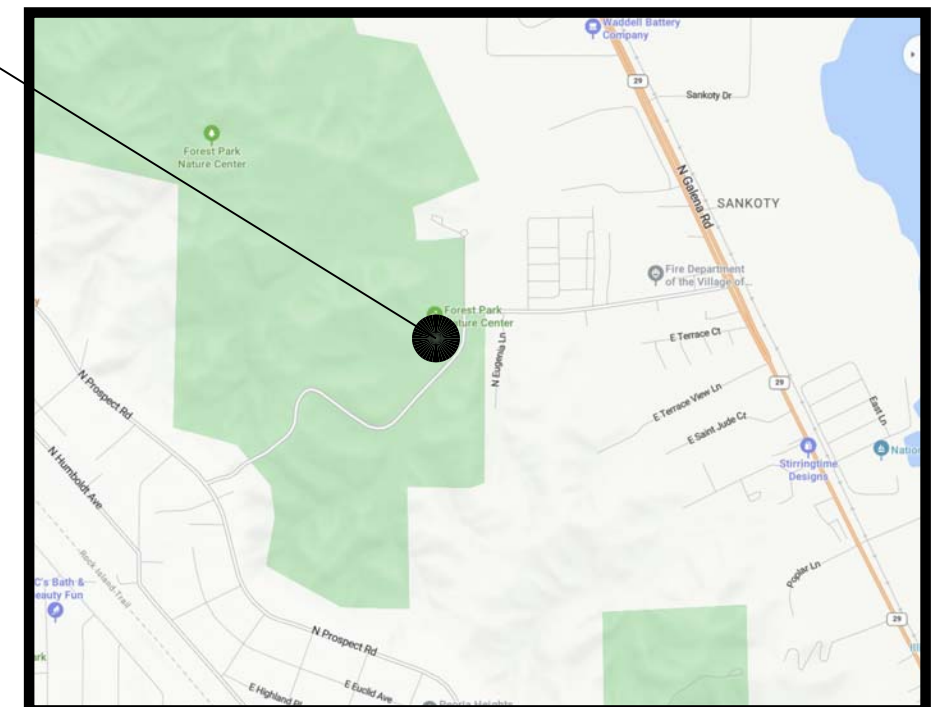 Waddell Battery
Company
29
Sankoty Dr
Forest Park
Nature Center
N Galena Rd
SANKOTY
Fire Department
of the Village of...
Forest Park
Nature Center
E Terrace Ct
N Eugenia Ln
N Prospect Rd
29
E Terrace View Ln
East Ln
E Saint Jude Ct
N Humboldt Ave
Stirringtime
Designs
Natio
Rock Island Trail
Poplar Ln
C's Bath &
eauty Fun
29
N Prospect Rd
ark
E Highland Pl
E Euclid Ave
Peoria Heights